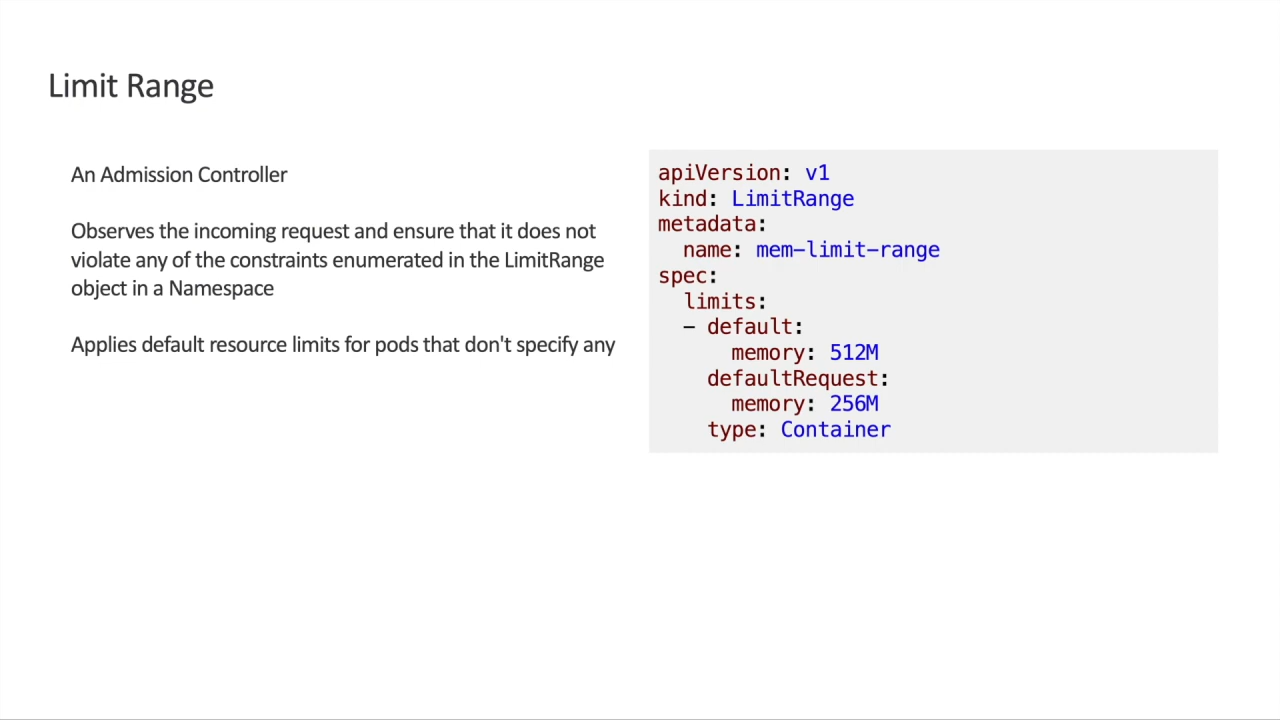 Limit Range
An Admission Controller
Observes the incoming request and ensure that it does not
violate any of the constraints enumerated in the LimitRange
object in a Namespace
Applies default resource limits for pods that don't specify any
apiVersion: v1
kind: LimitRange
metadata:
  name: mem-limit-range
spec:
  limits:
  - default:
      memory: 512M
    defaultRequest:
      memory: 256M
    type: Container